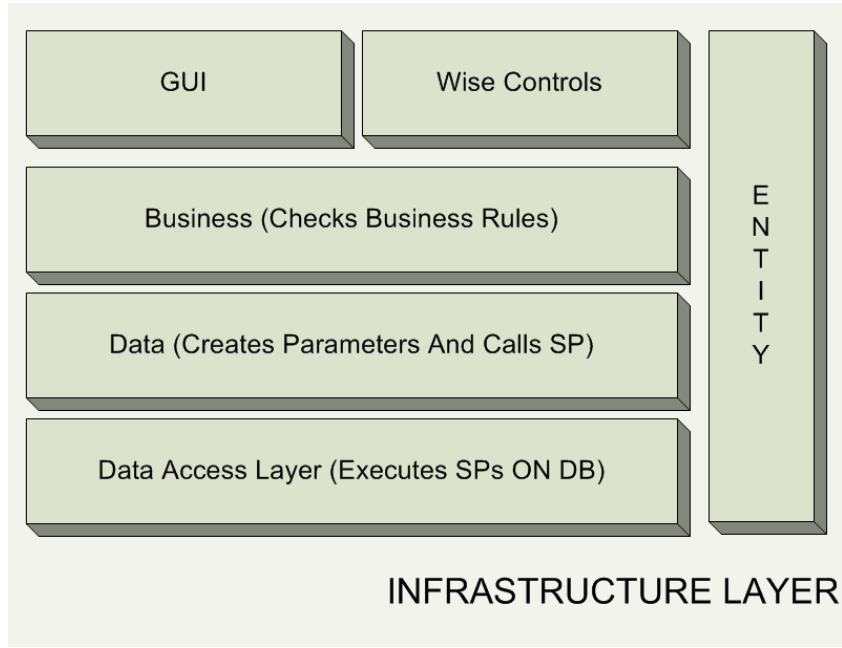 GUI
Wise Controls
Business (Checks Business Rules)
Data (Creates Parameters And Calls SP)
Data Access Layer (Executes SPs ON DB)
E
N
T
I
T
Y
INFRASTRUCTURE LAYER